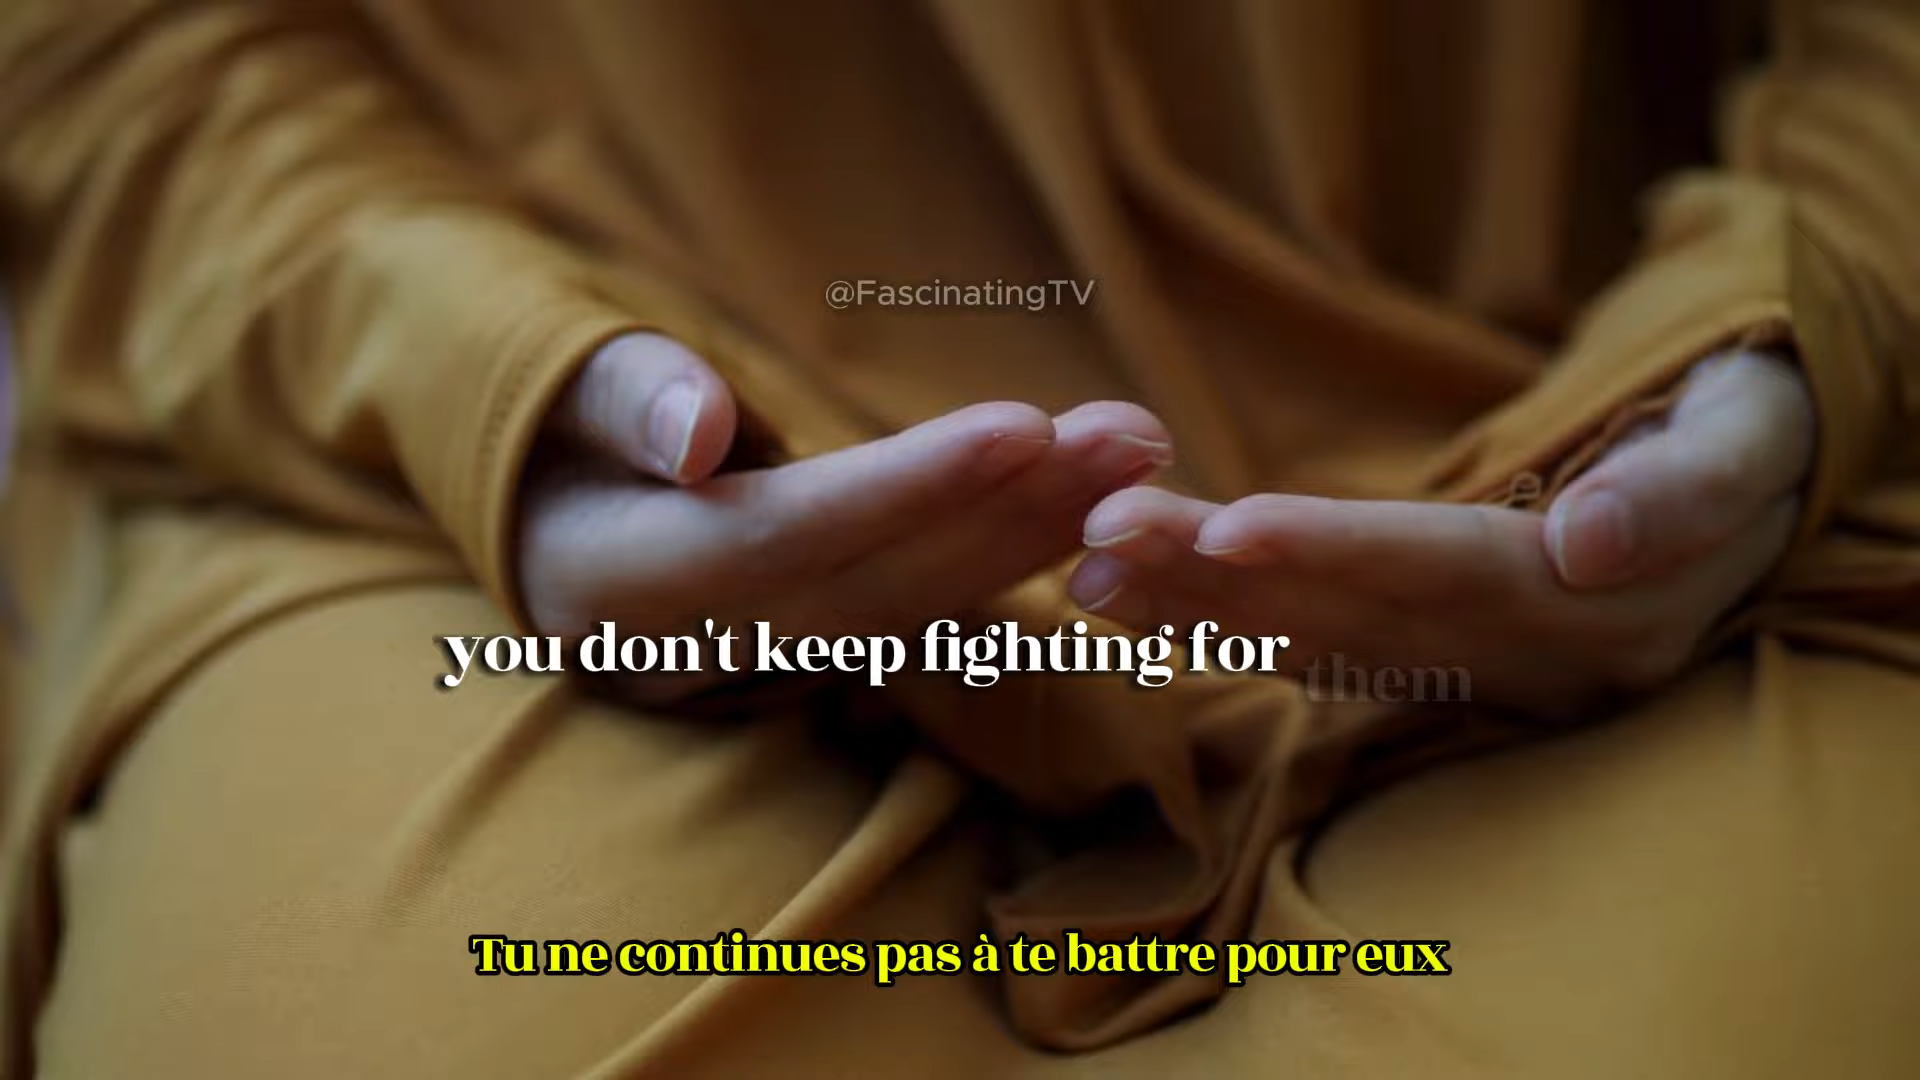 @FascinatingTV
you don't keep fighting for them
Tu ne continues pas à te battre pour eux